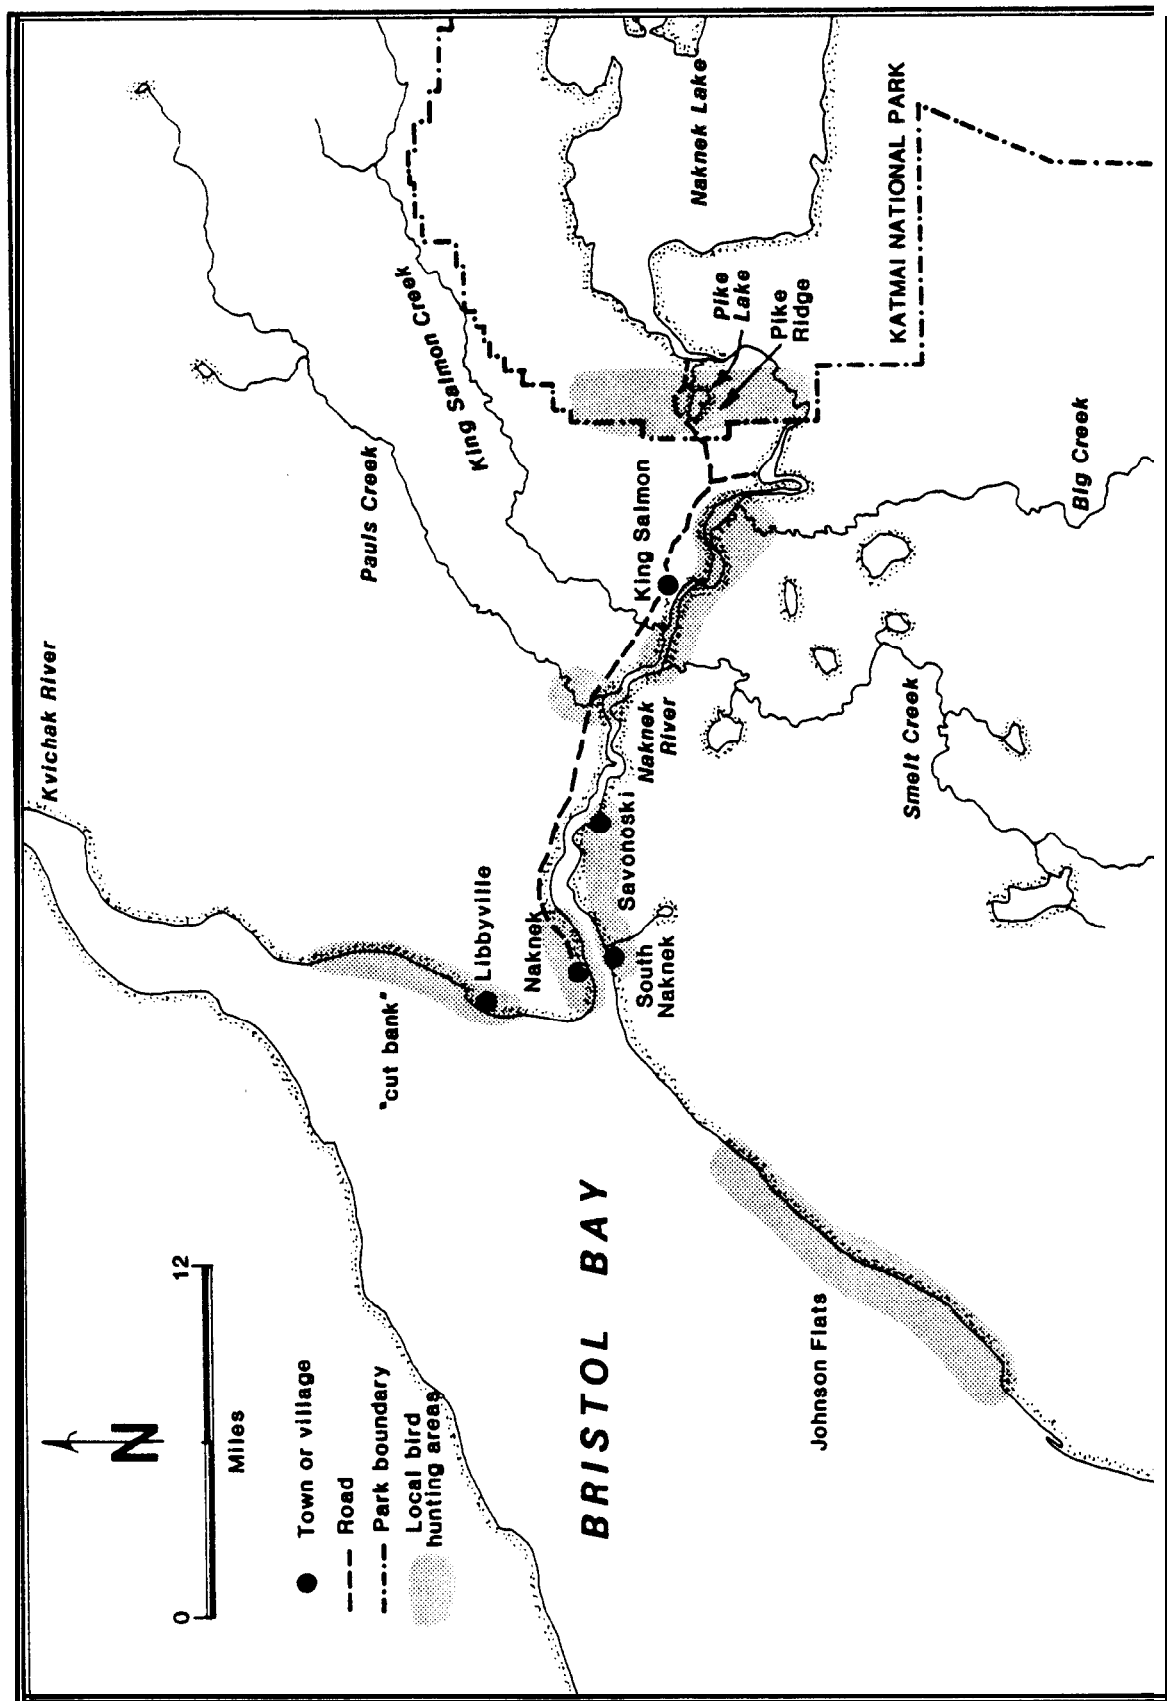 Kvichak River
Pauls Creek
King Salmon Creek
Naknek Lake
KATMAI NATIONAL PARK
Pike
Lake
Pike
Ridge
King Salmon
Big Creek
Naknek
River
Smelt Creek
Savonoski
Libbyville
Naknek
South
Naknek
"cut bank"
BRISTOL BAY
Johnson Flats
N
0 12
Miles
Town or village
Road
Park boundary
Local bird
hunting areas